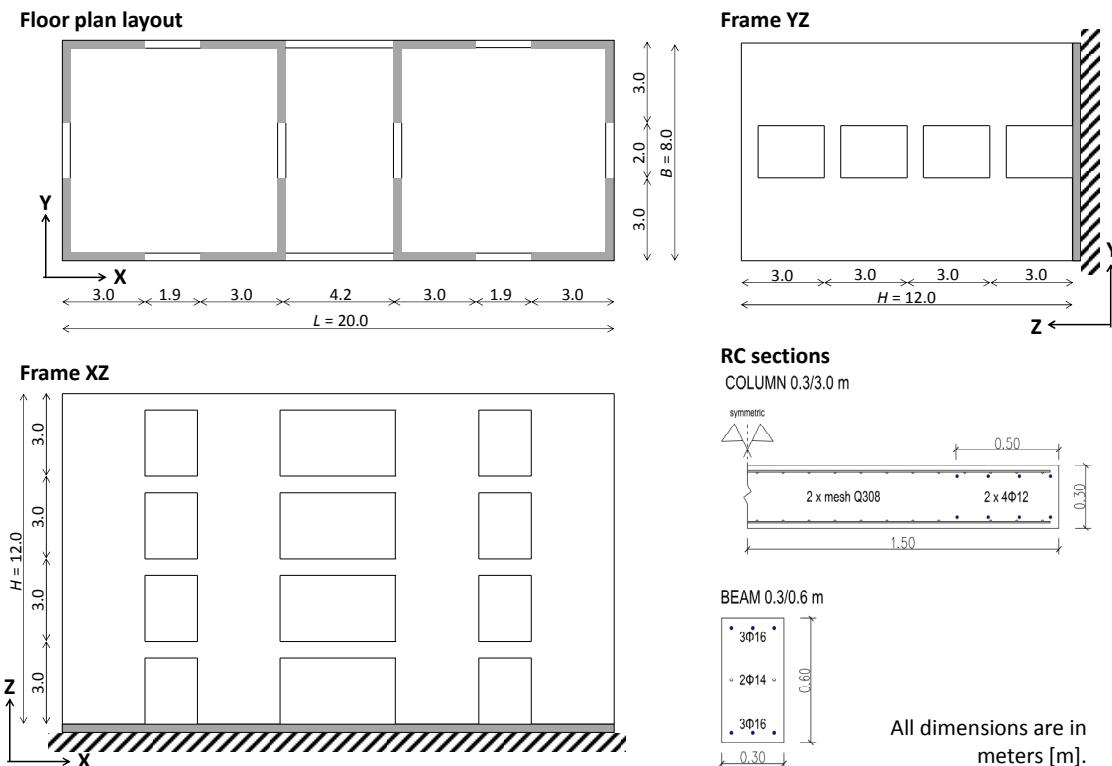 Floor plan layout
3.0
2.0
3.0
B = 8.0
Y
X
3.0 1.9 3.0 4.2 3.0 1.9 3.0
L = 20.0
Frame YZ
3.0 3.0 3.0 3.0
H = 12.0
Y
Z
Frame XZ
3.0
3.0
3.0
3.0
H = 12.0
Z
X
RC sections
COLUMN 0.3/3.0 m
symmetric
0.50
2 x mesh Q308
2 x 4Φ12
0.30
1.50
BEAM 0.3/0.6 m
3Φ16
2Φ14
3Φ16
0.60
0.30
All dimensions are in
meters [m].